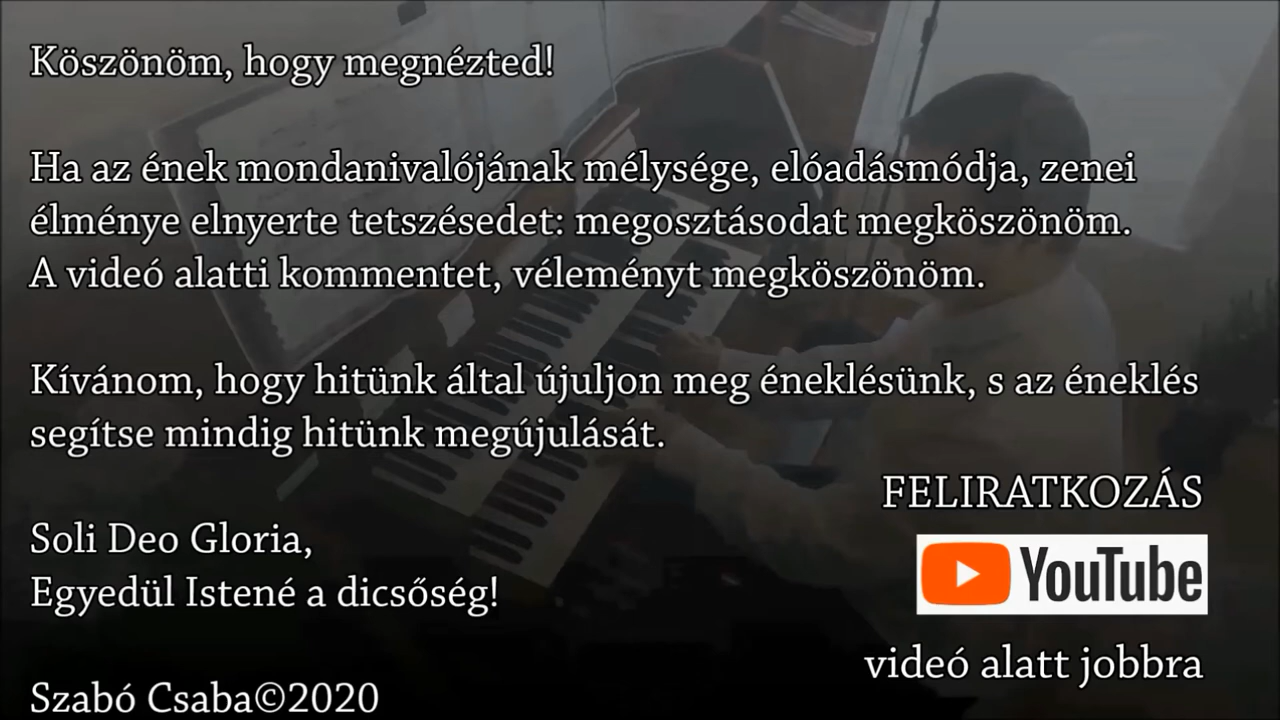 Köszönöm, hogy megnézted!
Ha az ének mondanivalójának mélysége, elóadásmódja, zenei
élménye elnyerte tetszésedet: megosztásodat megköszönöm.
A videó alatti kommentet, véleményt megköszönöm.
Kívánom, hogy hitünk által újuljon meg éneklésünk, s az éneklés
segítse mindig hitünk megújulását.
FELIRATKOZÁS
YouTube
videó alatt jobbra
Soli Deo Gloria,
Egyedül Istené a dicsőség!
Szabó Csaba©2020